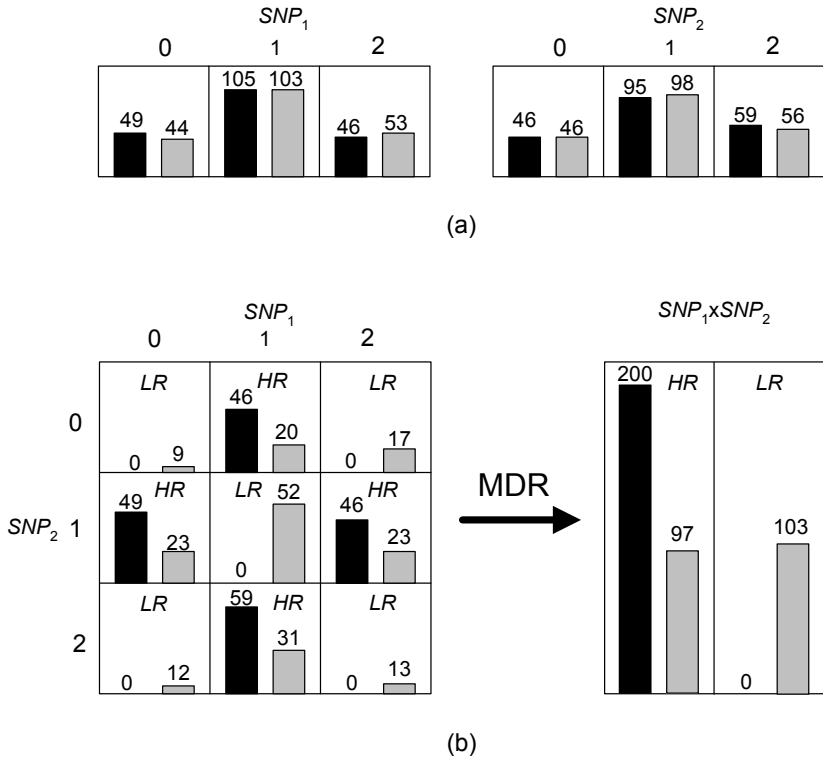 SNP1 SNP2
0 1 2 0 1 2
49 44 105 103 46 53 46 46 95 98 59 56
(a)
SNP1 SNP1xSNP2
0 1 2
LR HR LR 200 HR LR
0 46 20 17
0 9 0
49 HR 23 LR 52 0 46 HR 23 MDR 97 103
SNP2 1
LR 59 HR LR
2 31
0 12 0 13 0
(b)